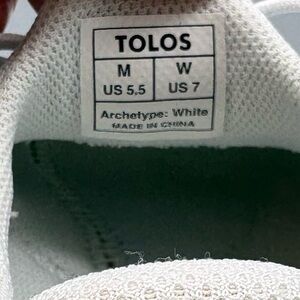 TOLOS
M W
US 5.5 US 7
Archetype: White
MADE IN CHINA